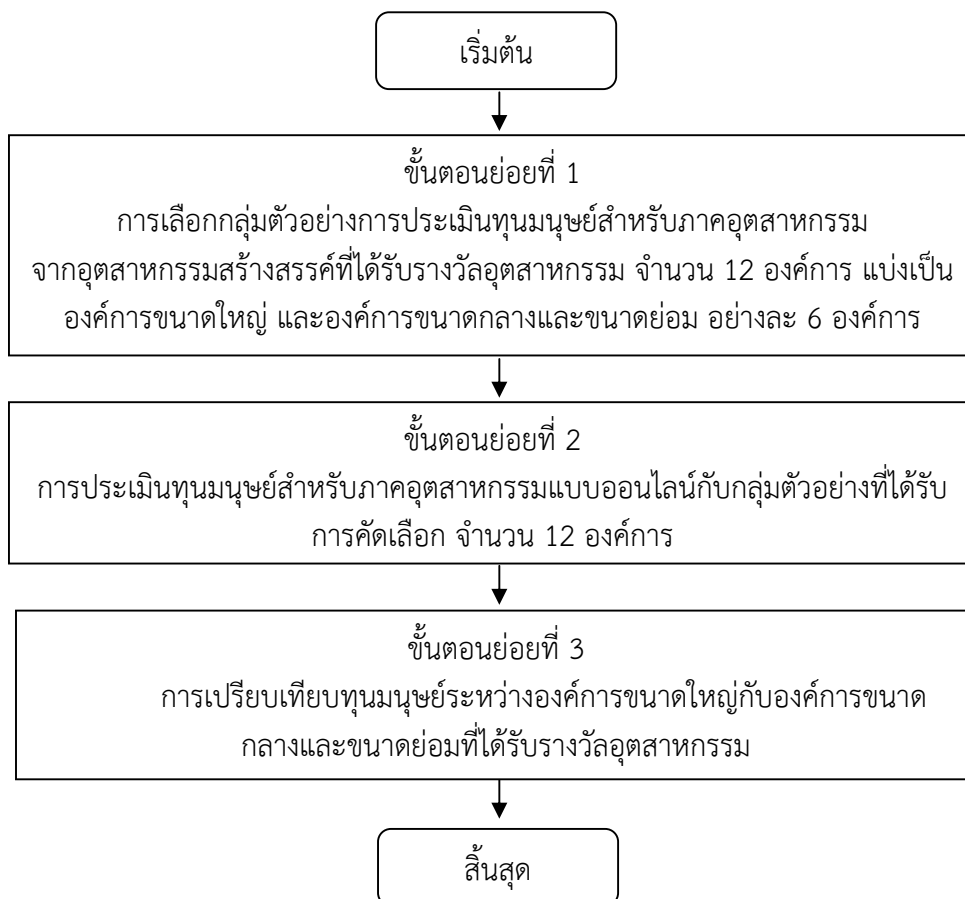 เริ่มต้น
ขั้นตอนย่อยที่ 1
การเลือกกลุ่มตัวอย่างการประเมินทุนมนุษย์สำหรับภาคอุตสาหกรรม
จากอุตสาหกรรมสร้างสรรค์ที่ได้รับรางวัลอุตสาหกรรม จำนวน 12 องค์การ แบ่งเป็น
องค์การขนาดใหญ่ และองค์การขนาดกลางและขนาดย่อม อย่างละ 6 องค์การ
ขั้นตอนย่อยที่ 2
การประเมินทุนมนุษย์สำหรับภาคอุตสาหกรรมแบบออนไลน์กับกลุ่มตัวอย่างที่ได้รับ
การคัดเลือก จำนวน 12 องค์การ
ขั้นตอนย่อยที่ 3
การเปรียบเทียบทุนมนุษย์ระหว่างองค์การขนาดใหญ่กับองค์การขนาด
กลางและขนาดย่อมที่ได้รับรางวัลอุตสาหกรรม
สิ้นสุด